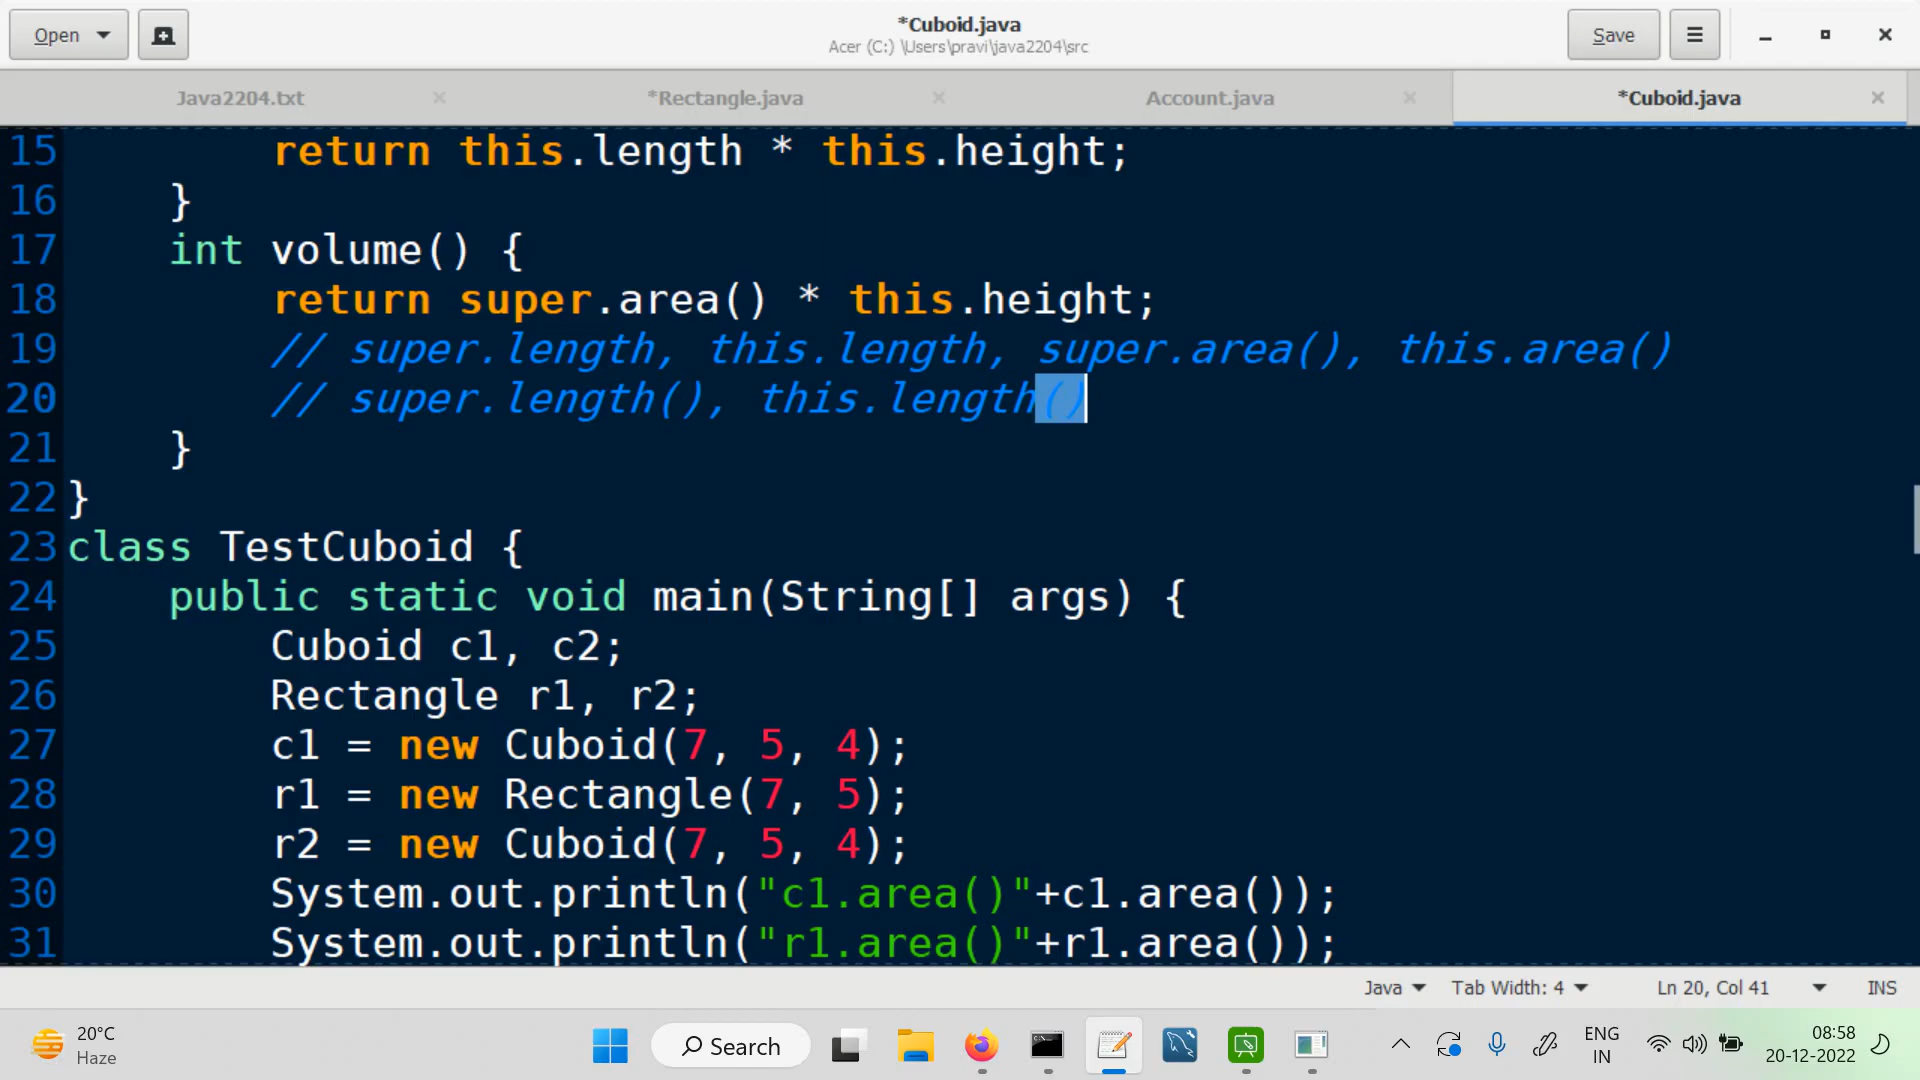 Open
*Cuboid.java
Acer (C:) \Users\pravi\java2204\src
Save
Java2204.txt
*Rectangle.java
Account.java
*Cuboid.java
15 return this.length * this.height;
16 }
17 int volume() {
18 return super.area() * this.height;
19 // super.length, this.length, super.area(), this.area()
20 // super.length(), this.length()
21 }
22 }
23 class TestCuboid {
24 public static void main(String[] args) {
25 Cuboid c1, c2;
26 Rectangle r1, r2;
27 c1 = new Cuboid(7, 5, 4);
28 r1 = new Rectangle(7, 5);
29 r2 = new Cuboid(7, 5, 4);
30 System.out.println("c1.area()"+c1.area());
31 System.out.println("r1.area()"+r1.area());
Java
Tab Width: 4
Ln 20, Col 41
INS
20°C
Haze
Search
ENG
IN
08:58
20-12-2022